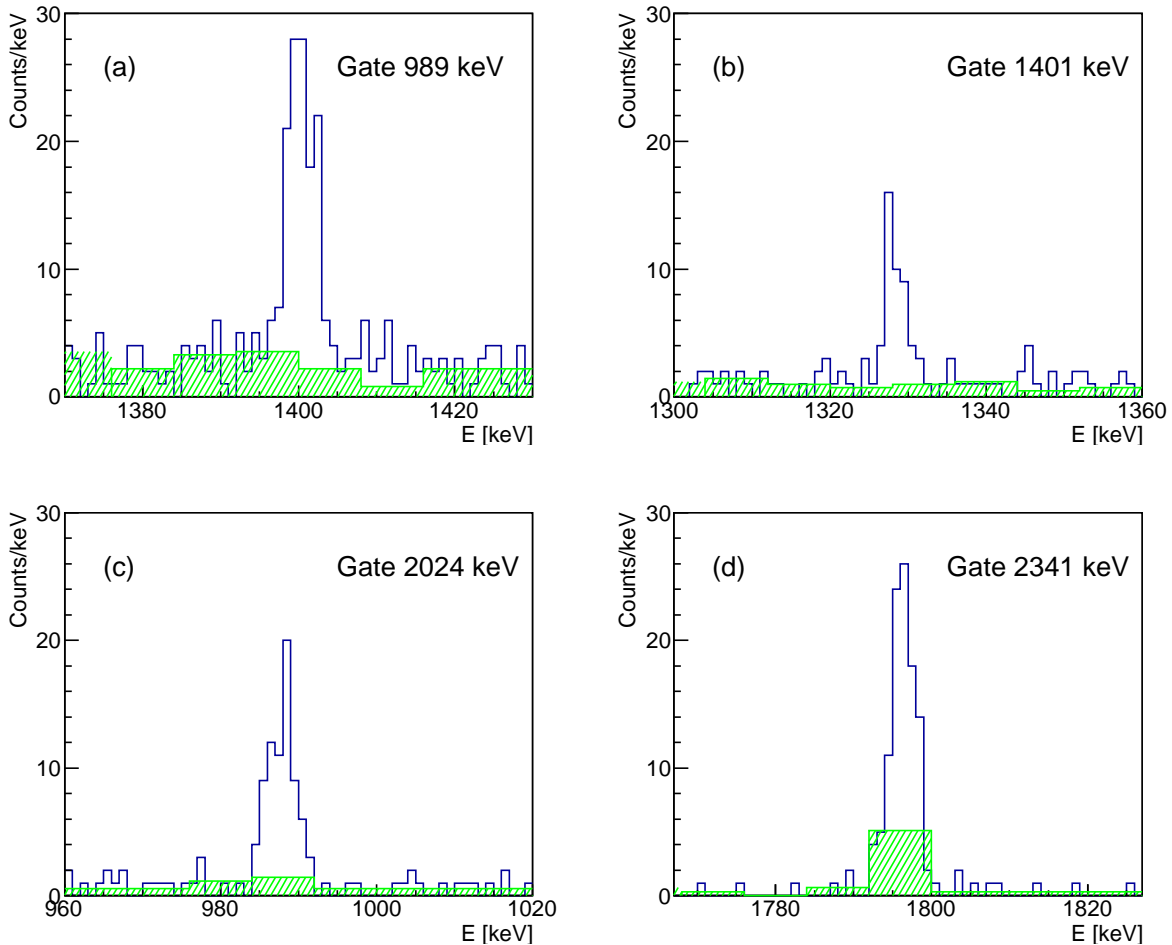 Counts/keV
30
20
10
0
(a)
Gate 989 keV
1380
1400
1420
E [keV]
Counts/keV
30
20
10
0
(b)
Gate 1401 keV
1300
1320
1340
1360
E [keV]
Counts/keV
30
20
10
0
(c)
Gate 2024 keV
960
980
1000
1020
E [keV]
Counts/keV
30
20
10
0
(d)
Gate 2341 keV
1780
1800
1820
E [keV]